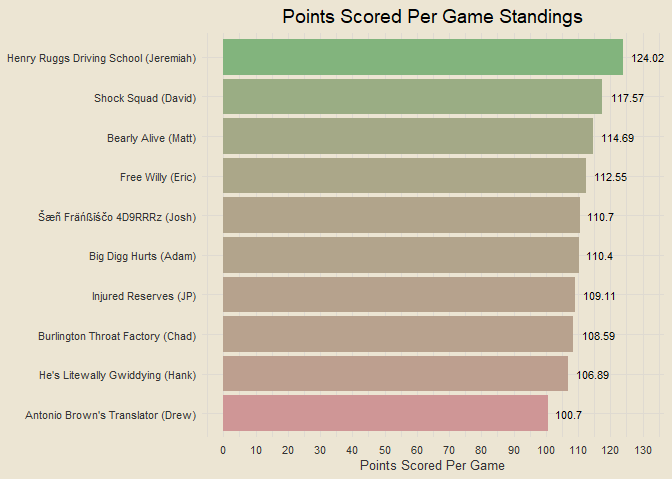 Points Scored Per Game Standings
Henry Ruggs Driving School (Jeremiah) 124.02
Shock Squad (David) 117.57
Bearly Alive (Matt) 114.69
Free Willy (Eric) 112.55
Šæñ Fráńßïśčo 4D9RRRz (Josh) 110.7
Big Digg Hurts (Adam) 110.4
Injured Reserves (JP) 109.11
Burlington Throat Factory (Chad) 108.59
He's Litewally Gwiddying (Hank) 106.89
Antonio Brown's Translator (Drew) 100.7
0 10 20 30 40 50 60 70 80 90 100 110 120 130
Points Scored Per Game